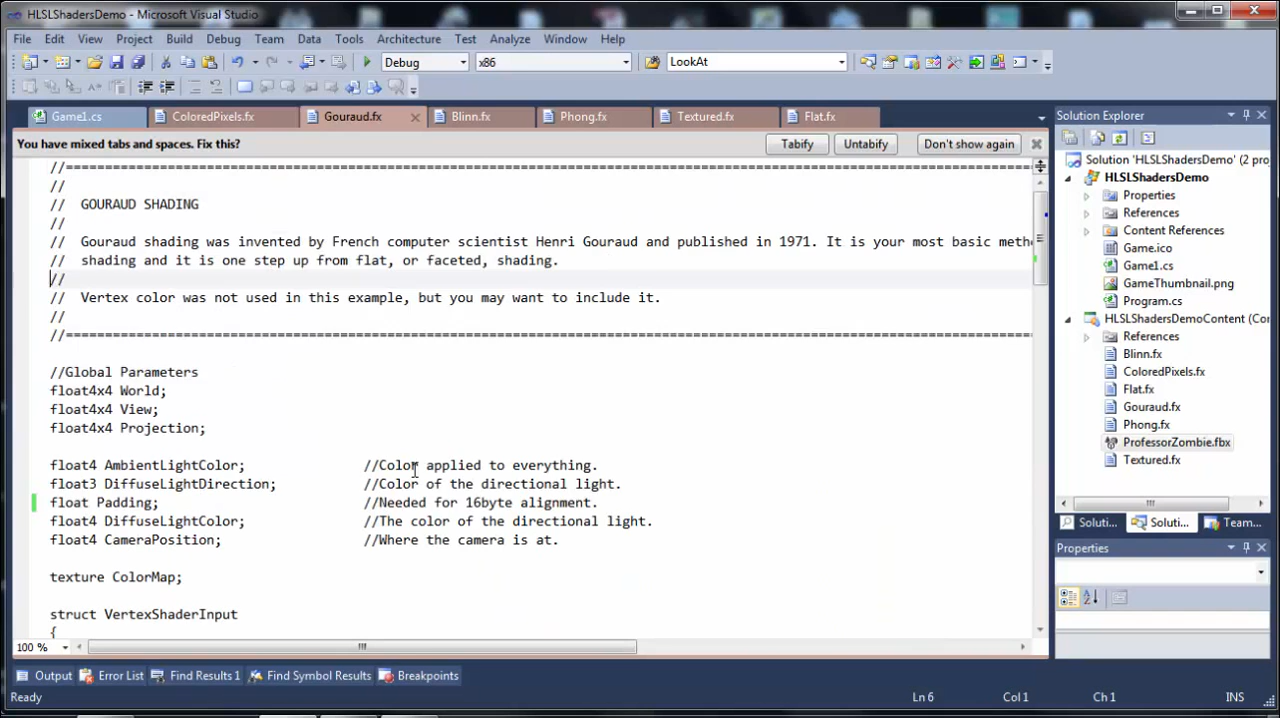 HLSLShadersDemo - Microsoft Visual Studio
File Edit View Project Build Debug Team Data Tools Architecture Test Analyze Window Help
Debug x86 LookAt
Game1.cs ColoredPixels.fx Gouraud.fx Blinn.fx Phong.fx Textured.fx Flat.fx
You have mixed tabs and spaces. Fix this? Tabify Untabify Don't show again
//==============================================================================
//
// GOURAUD SHADING
//
// Gouraud shading was invented by French computer scientist Henri Gouraud and published in 1971. It is your most basic meth
// shading and it is one step up from flat, or faceted, shading.
//
// Vertex color was not used in this example, but you may want to include it.
//
//==============================================================================
//Global Parameters
float4x4 World;
float4x4 View;
float4x4 Projection;
float4 AmbientLightColor; //Color applied to everything.
float3 DiffuseLightDirection; //Color of the directional light.
float Padding; //Needed for 16byte alignment.
float4 DiffuseLightColor; //The color of the directional light.
float4 CameraPosition; //Where the camera is at.
texture ColorMap;
struct VertexShaderInput
{
100 %
Solution Explorer
Solution 'HLSLShadersDemo' (2 proj
HLSLShadersDemo
Properties
References
Content References
Game.ico
Game1.cs
GameThumbnail.png
Program.cs
HLSLShadersDemoContent (Co
References
Blinn.fx
ColoredPixels.fx
Flat.fx
Gouraud.fx
Phong.fx
ProfessorZombie.fbx
Textured.fx
Soluti... Soluti... Team...
Properties
Output Error List Find Results 1 Find Symbol Results Breakpoints
Ready Ln 6 Col 1 Ch 1 INS